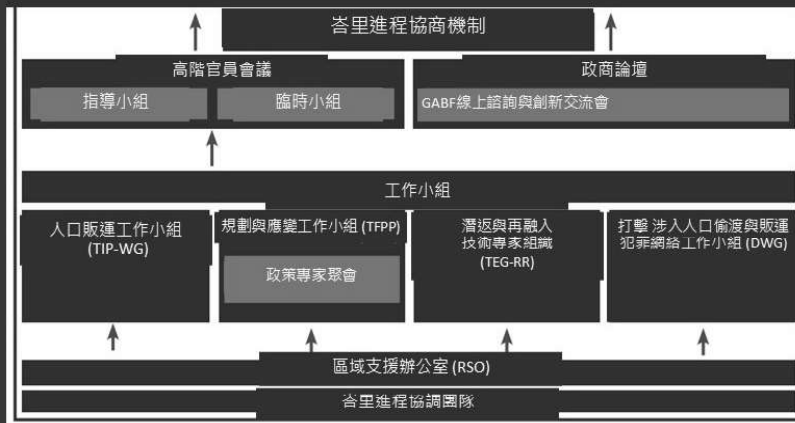 峇里進程協商機制
高階官員會議
政商論壇
指導小組
臨時小組
GABF線上諮詢與創新交流會
工作小組
人口販運工作小組
(TIP-WG)
規劃與應變工作小組 (TFPP)
政策專家聚會
潛返与再融入
技術專家組織
(TEG-RR)
打擊 涉入人口偷渡與販運
犯罪網絡工作小組 (DWG)
區域支援辦公室 (RSO)
峇里進程協調團隊